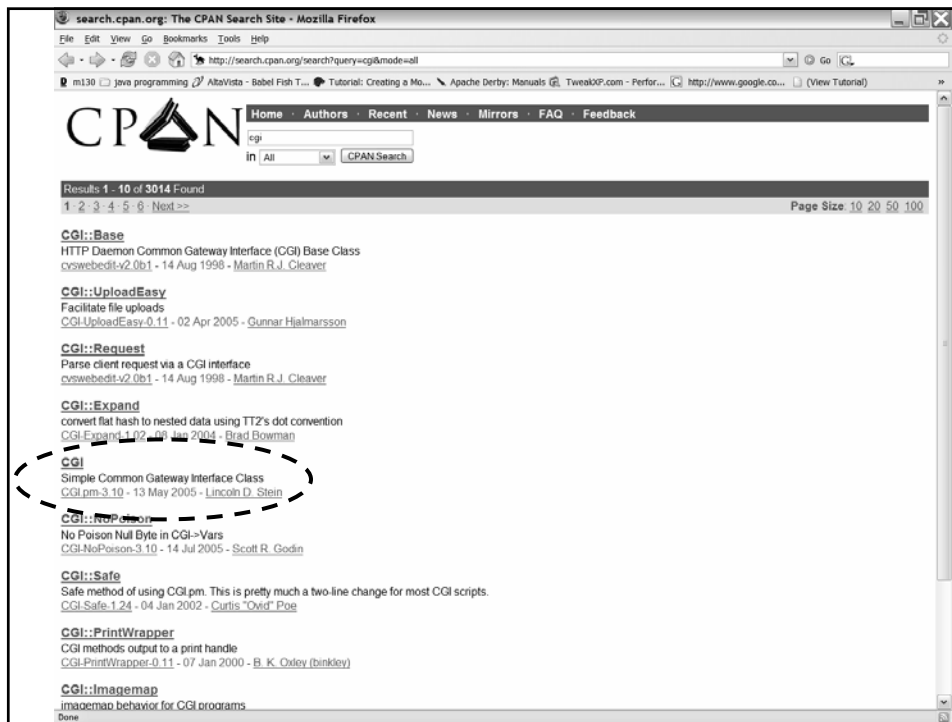 search.cpan.org: The CPAN Search Site - Mozilla Firefox
File Edit View Go Bookmarks Tools Help
http://search.cpan.org/search?query=cgi&mode=all Go
m130 java programming AltaVista - Babel Fish T... Tutorial: Creating a Mo... Apache Derby: Manuals TweakXP.com - Perfor... http://www.google.co... (View Tutorial) »
CPAN
Home · Authors · Recent · News · Mirrors · FAQ · Feedback
cgi
in All CPAN Search
Results 1 - 10 of 3014 Found
1 · 2 · 3 · 4 · 5 · 6 · Next >> Page Size: 10 20 50 100
CGI::Base
HTTP Daemon Common Gateway Interface (CGI) Base Class
cvswebedit-v2.0b1 - 14 Aug 1998 - Martin R.J. Cleaver
CGI::UploadEasy
Facilitate file uploads
CGI-UploadEasy-0.11 - 02 Apr 2005 - Gunnar Hjalmarsson
CGI::Request
Parse client request via a CGI interface
cvswebedit-v2.0b1 - 14 Aug 1998 - Martin R.J. Cleaver
CGI::Expand
convert flat hash to nested data using TT2's dot convention
CGI-Expand-1.02 - 08 Jan 2004 - Brad Bowman
CGI
Simple Common Gateway Interface Class
CGI.pm-3.10 - 13 May 2005 - Lincoln D. Stein
CGI::NoPoison
No Poison Null Byte in CGI->Vars
CGI-NoPoison-3.10 - 14 Jul 2005 - Scott R. Godin
CGI::Safe
Safe method of using CGI.pm. This is pretty much a two-line change for most CGI scripts.
CGI-Safe-1.24 - 04 Jan 2002 - Curtis "Ovid" Poe
CGI::PrintWrapper
CGI methods output to a print handle
CGI-PrintWrapper-0.11 - 07 Jan 2000 - B. K. Oxley (binkley)
CGI::Imagemap
imagemap behavior for CGI programs
Done